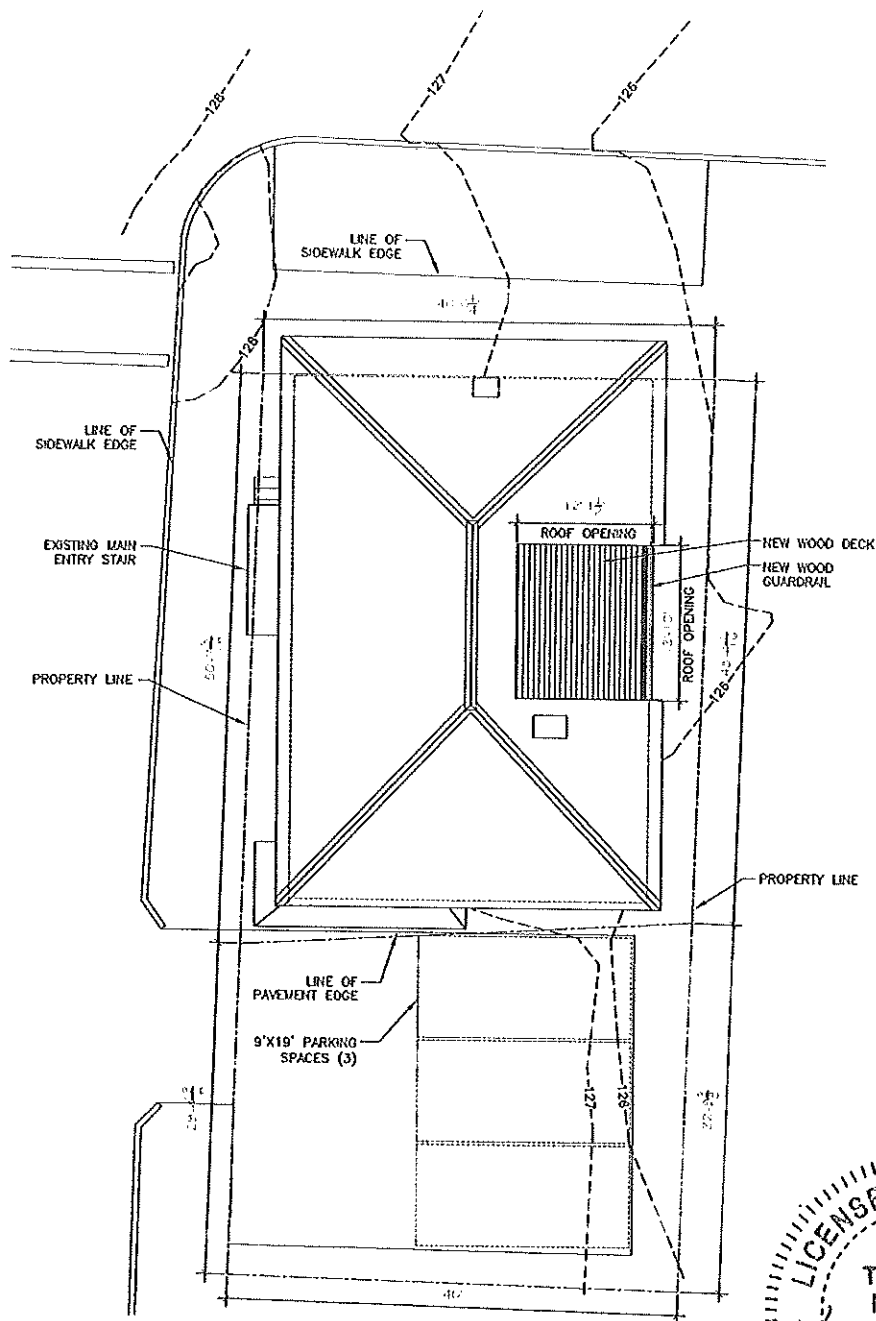 128
127
126
LINE OF
SIDEWALK EDGE
128
LINE OF
SIDEWALK EDGE
ROOF OPENING
NEW WOOD DECK
NEW WOOD
GUARDRAIL
EXISTING MAIN
ENTRY STAIR
ROOF OPENING
126
PROPERTY LINE
PROPERTY LINE
LINE OF
PAVEMENT EDGE
9'X19' PARKING
SPACES (3)
127
126
40'